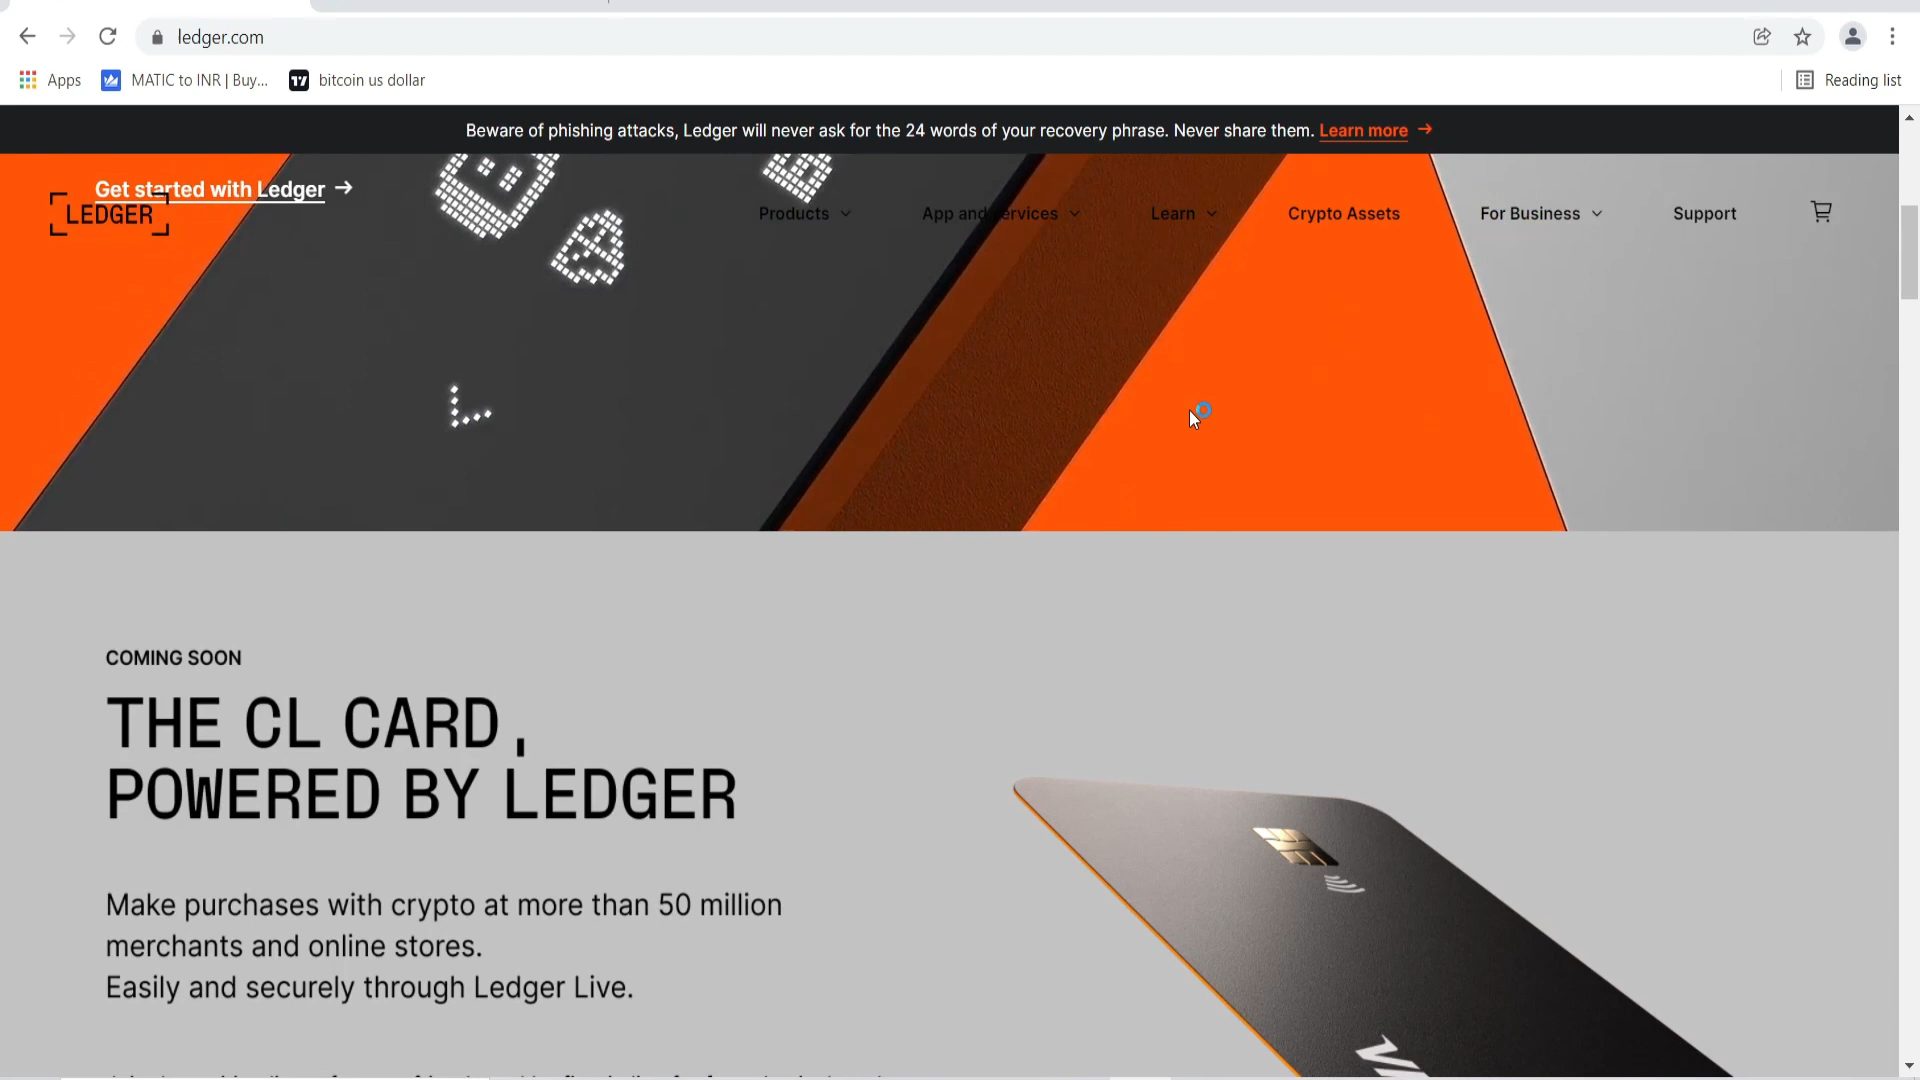 ledger.com
Apps
MATIC to INR | Buy...
bitcoin us dollar
Reading list
Beware of phishing attacks, Ledger will never ask for the 24 words of your recovery phrase. Never share them. Learn more →
Get started with Ledger →
LEDGER
Products
App and Services
Learn
Crypto Assets
For Business
Support
COMING SOON
THE CL CARD,
POWERED BY LEDGER
Make purchases with crypto at more than 50 million
merchants and online stores.
Easily and securely through Ledger Live.